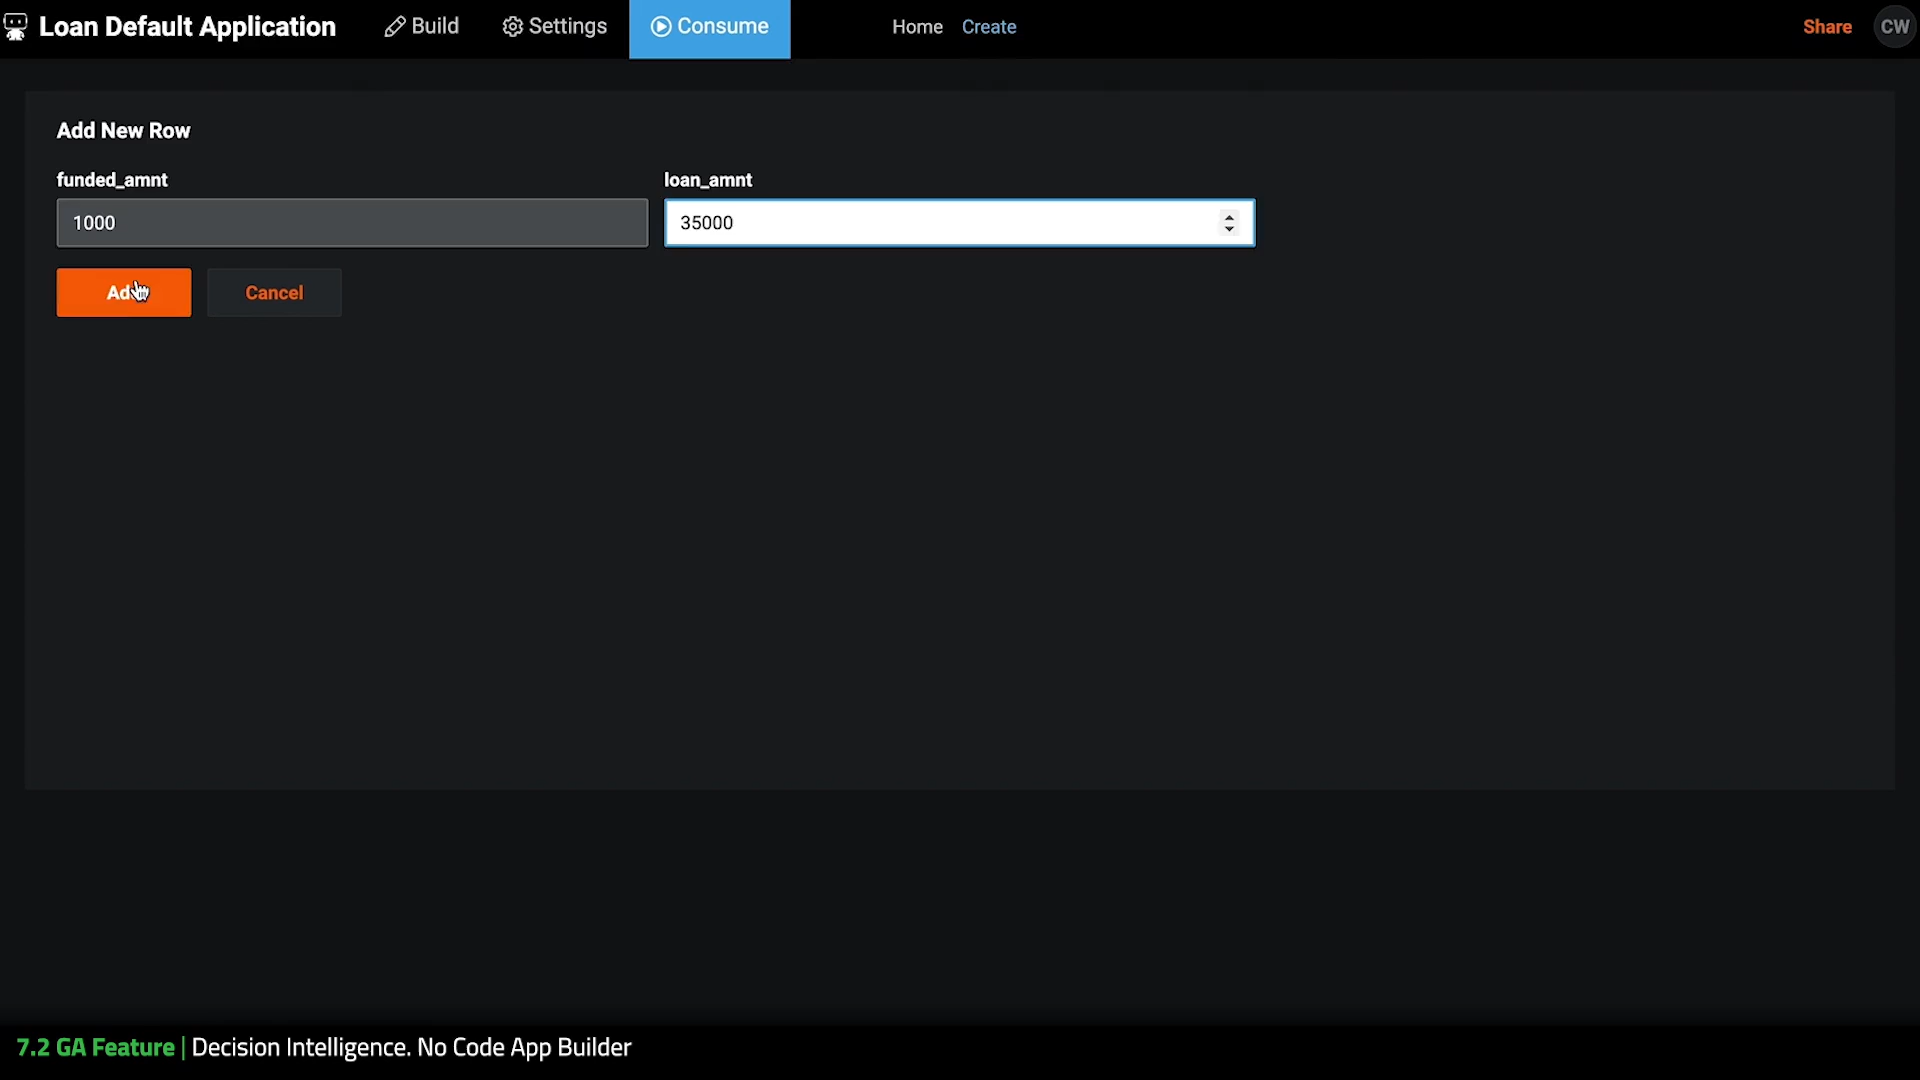 Loan Default Application Build Settings Consume Home Create Share CW
Add New Row
funded_amnt loan_amnt
1000 35000
Cancel
7.2 GA Feature | Decision Intelligence. No Code App Builder